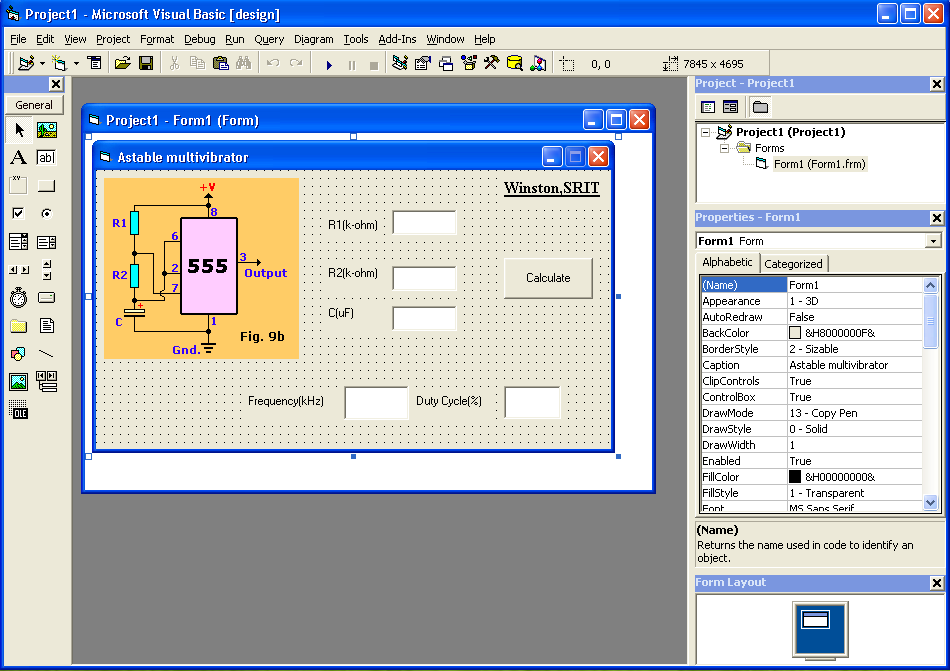 Project1 - Microsoft Visual Basic [design]
File Edit View Project Format Debug Run Query Diagram Tools Add-Ins Window Help
0, 0 7845 x 4695
General
A ab|
XY
OLE
Project1 - Form1 (Form)
Astable multivibrator
Winston,SRIT
+V
8
R1
6
555
3
2
Output
R2
7
+
C
1
Fig. 9b
Gnd.
R1(k-ohm)
R2(k-ohm)
C(uF)
Calculate
Frequency(kHz) Duty Cycle(%)
Project - Project1
Project1 (Project1)
Forms
Form1 (Form1.frm)
Properties - Form1
Form1 Form
Alphabetic Categorized
(Name) Form1
Appearance 1 - 3D
AutoRedraw False
BackColor &H8000000F&
BorderStyle 2 - Sizable
Caption Astable multivibrator
ClipControls True
ControlBox True
DrawMode 13 - Copy Pen
DrawStyle 0 - Solid
DrawWidth 1
Enabled True
FillColor &H00000000&
FillStyle 1 - Transparent
Font MS Sans Serif
(Name)
Returns the name used in code to identify an
object.
Form Layout